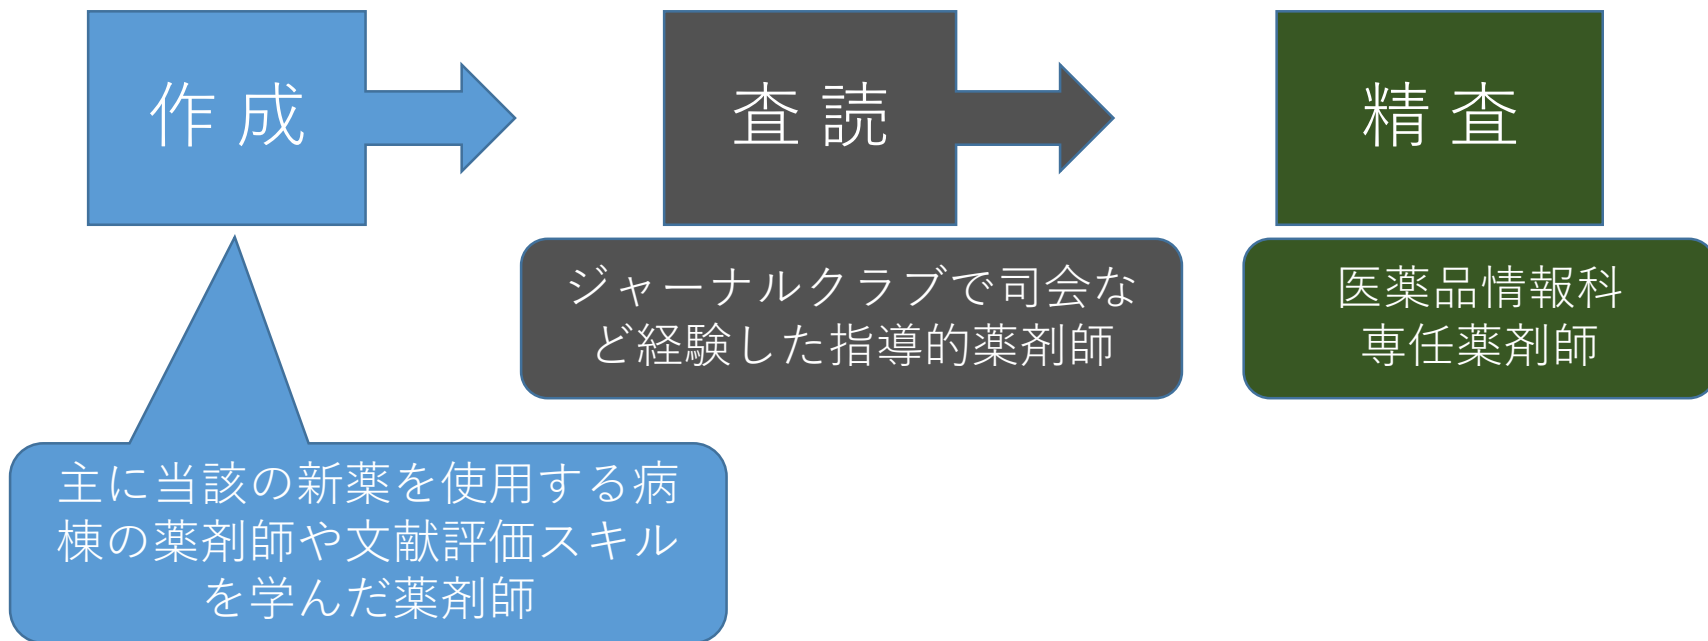 作 成
査 読
精 査
ジャーナルクラブで司会な
ど経験した指導的薬剤師
医薬品情報科
専任薬剤師
主に当該の新薬を使用する病
棟の薬剤師や文献評価スキル
を学んだ薬剤師